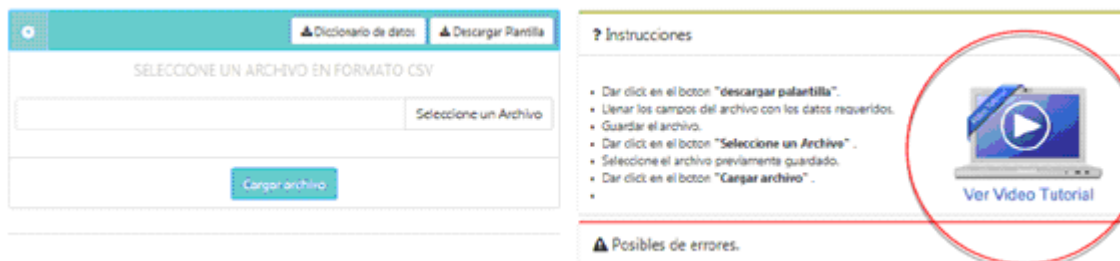 Diccionario de datos
Descargar Plantilla
SELECCIONE UN ARCHIVO EN FORMATO CSV
Seleccione un Archivo
Cargar archivo
? Instrucciones
Dar click en el boton "descargar palantilla".
Llenar los campos del archivo con los datos requeridos.
Guardar el archivo.
Dar click en el boton "Seleccione un Archivo" .
Seleccione el archivo previamente guardado.
Dar click en el boton "Cargar archivo" .
Ver Video Tutorial
Posibles de errores.